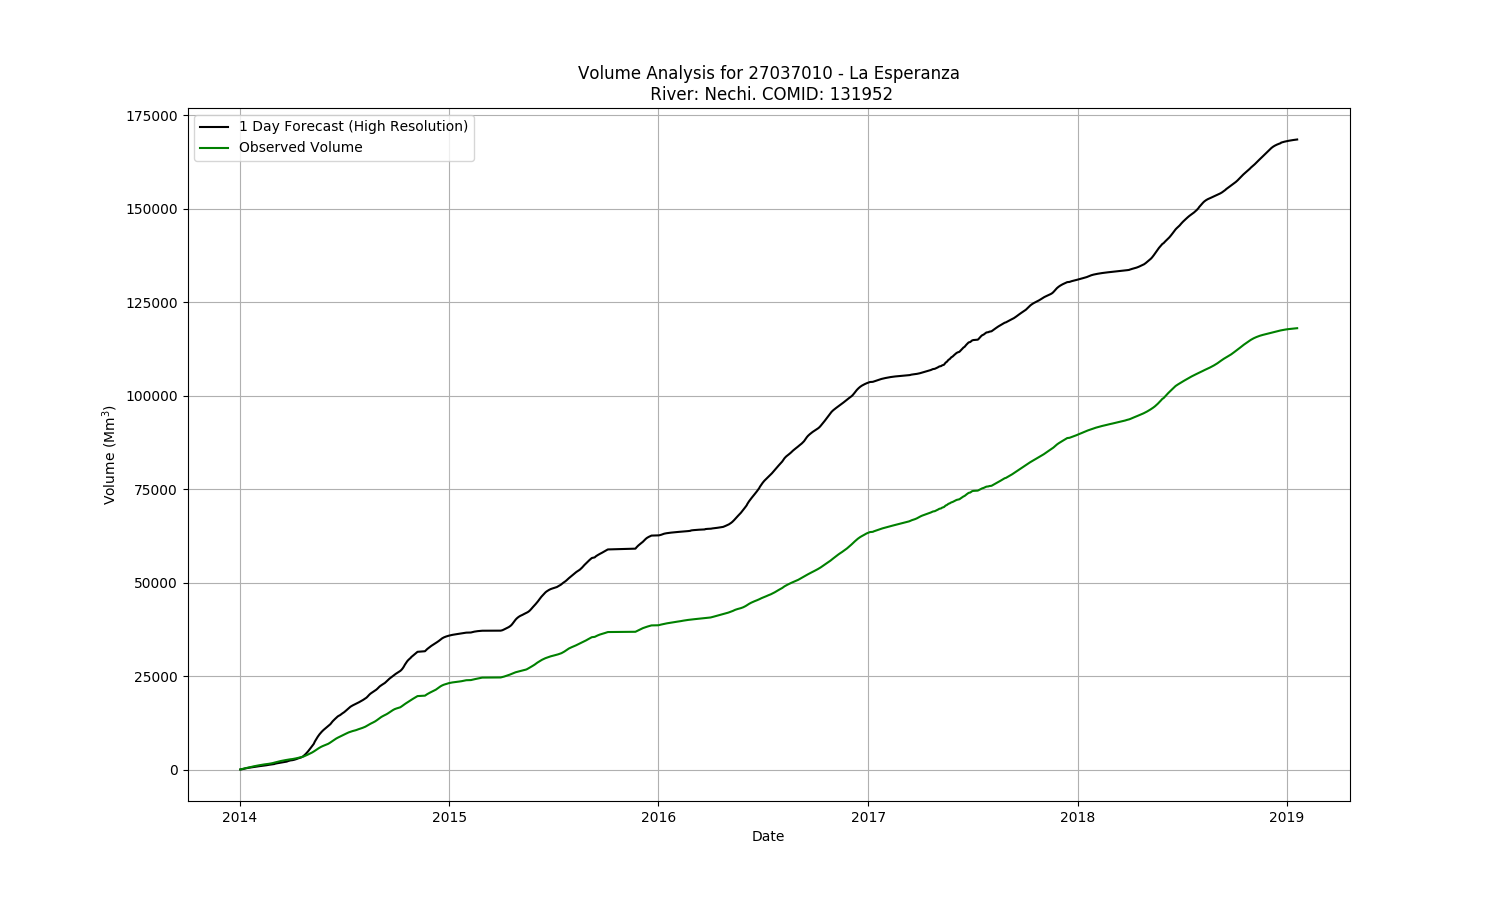 Volume Analysis for 27037010 - La Esperanza
River: Nechi. COMID: 131952
1 Day Forecast (High Resolution)
Observed Volume
Volume (Mm³)
175000
150000
125000
100000
75000
50000
25000
0
2014 2015 2016 2017 2018 2019
Date